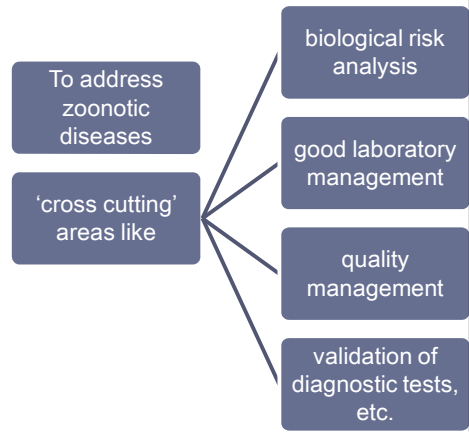 To address
zoonotic
diseases
‘cross cutting’
areas like
biological risk
analysis
good laboratory
management
quality
management
validation of
diagnostic tests,
etc.